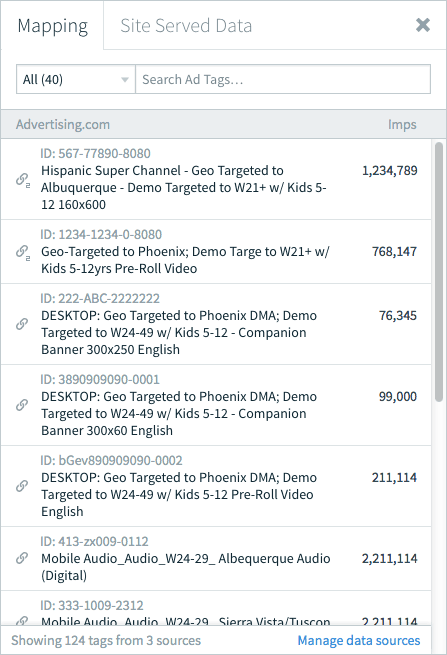 Mapping
Site Served Data
All (40)
Search Ad Tags...
Advertising.com
Imps
ID: 567-77890-8080
Hispanic Super Channel - Geo Targeted to
Albuquerque - Demo Targeted to W21+ w/ Kids 5-
12 160x600
2
1,234,789
ID: 1234-1234-0-8080
Geo-Targeted to Phoenix; Demo Targe to W21+ w/
Kids 5-12yrs Pre-Roll Video
2
768,147
ID: 222-ABC-2222222
DESKTOP: Geo Targeted to Phoenix DMA; Demo
Targeted to W24-49 w/ Kids 5-12 - Companion
Banner 300x250 English
76,345
ID: 3890909090-0001
DESKTOP: Geo Targeted to Phoenix DMA; Demo
Targeted to W24-49 w/ Kids 5-12 - Companion
Banner 300x60 English
99,000
ID: bGev890909090-0002
DESKTOP: Geo Targeted to Phoenix DMA; Demo
Targeted to W24-49 w/ Kids 5-12 Pre-Roll Video
English
211,114
ID: 413-zx009-0112
Mobile Audio_Audio_W24-29_ Albequerque Audio
(Digital)
2,211,114
ID: 333-1009-2312
Mobile Audio_Audio_W24-29_ Sierra Vista/Tuscon
2,211,114
Showing 124 tags from 3 sources
Manage data sources